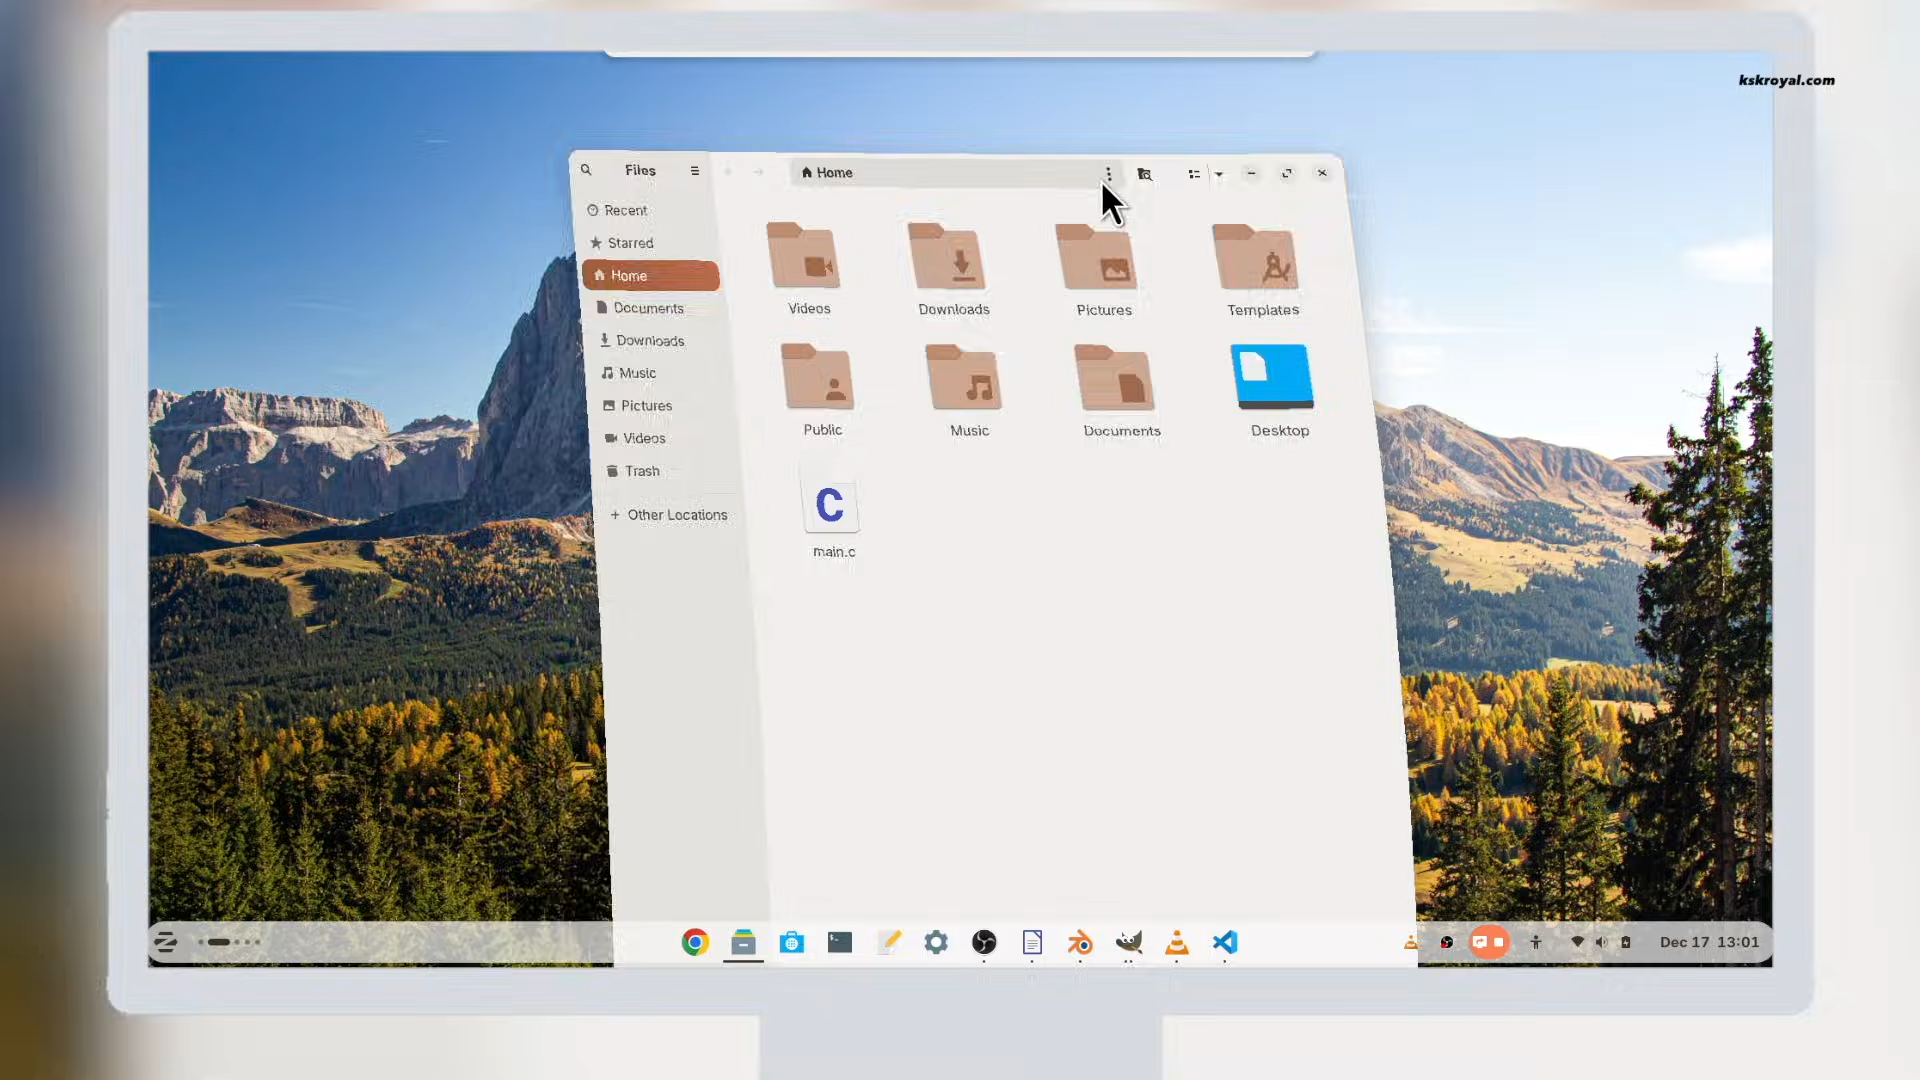 kskroyal.com
Files
Home
Recent
Starred
Home
Documents
Downloads
Music
Pictures
Videos
Trash
+ Other Locations
Videos
Downloads
Pictures
Templates
Public
Music
Documents
Desktop
C
main.c
Dec 17 13:01